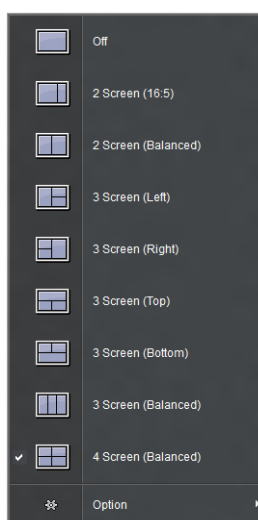 Off
2 Screen (16:5)
2 Screen (Balanced)
3 Screen (Left)
3 Screen (Right)
3 Screen (Top)
3 Screen (Bottom)
3 Screen (Balanced)
4 Screen (Balanced)
Option